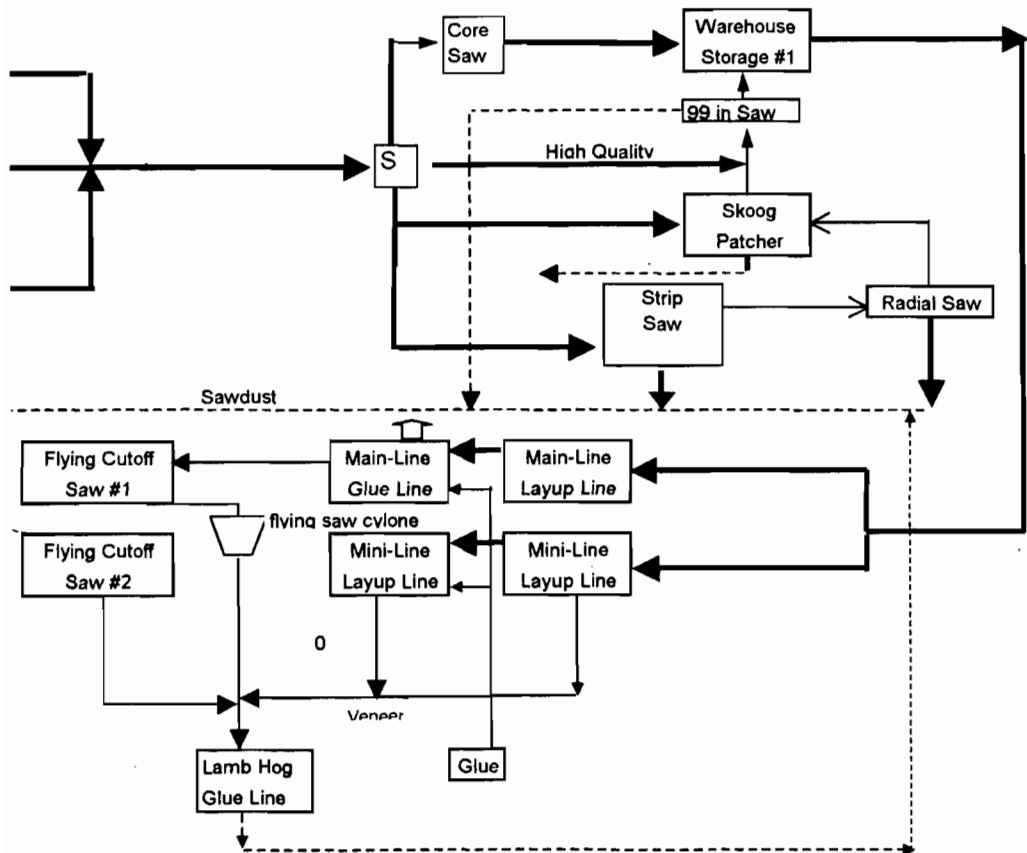 Core
Saw
Warehouse
Storage #1
99 in Saw
S
High Quality
Skoog
Patcher
Strip
Saw
Radial Saw
Sawdust
Flying Cutoff
Saw #1
Main-Line
Glue Line
Main-Line
Layup Line
flying saw cylone
Flying Cutoff
Saw #2
Mini-Line
Layup Line
Mini-Line
Layup Line
0
Veneer
Lamb Hog
Glue Line
Glue